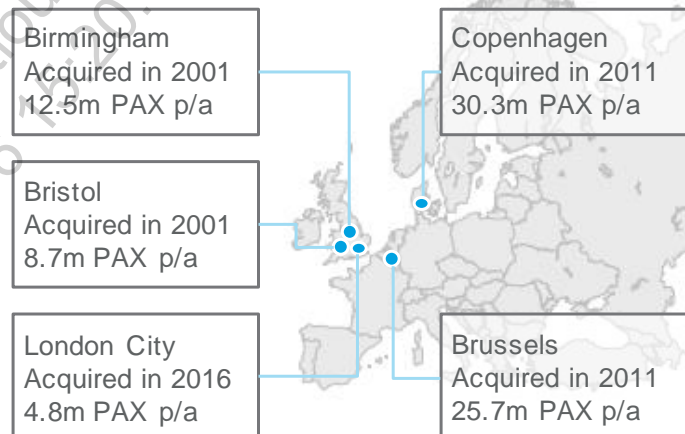 Birmingham
Acquired in 2001
12.5m PAX p/a
Copenhagen
Acquired in 2011
30.3m PAX p/a
Bristol
Acquired in 2001
8.7m PAX p/a
London City
Acquired in 2016
4.8m PAX p/a
Brussels
Acquired in 2011
25.7m PAX p/a